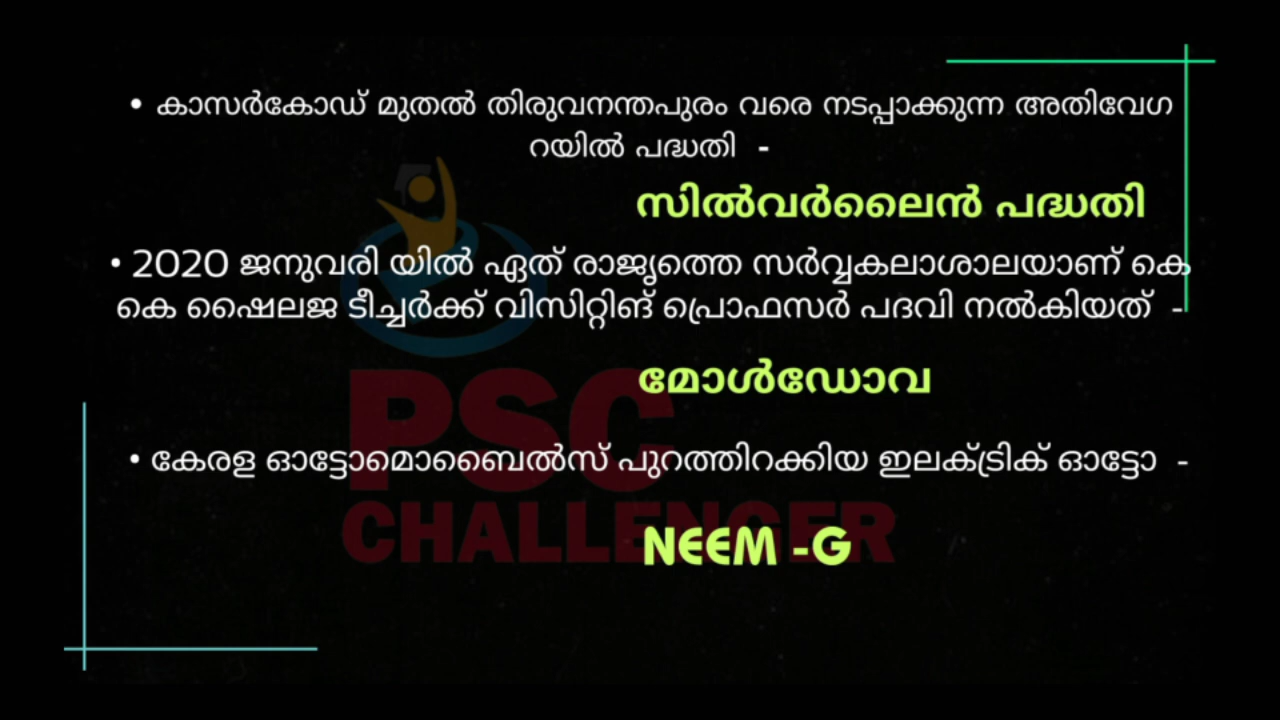 • കാസർകോഡ് മുതൽ തിരുവനന്തപുരം വരെ നടപ്പാക്കുന്ന അതിവേഗ
റയിൽ പദ്ധതി -
സിൽവർലൈൻ പദ്ധതി
• 2020 ജനുവരി യിൽ ഏത് രാജ്യത്തെ സർവ്വകലാശാലയാണ് കെ
കെ ഷൈലജ ടീച്ചർക്ക് വിസിറ്റിങ് പ്രൊഫസർ പദവി നൽകിയത് -
മോൾഡോവ
• കേരള ഓട്ടോമൊബൈൽസ് പുറത്തിറക്കിയ ഇലക്ട്രിക് ഓട്ടോ -
NEEM -G
PSC
CHALLENGER